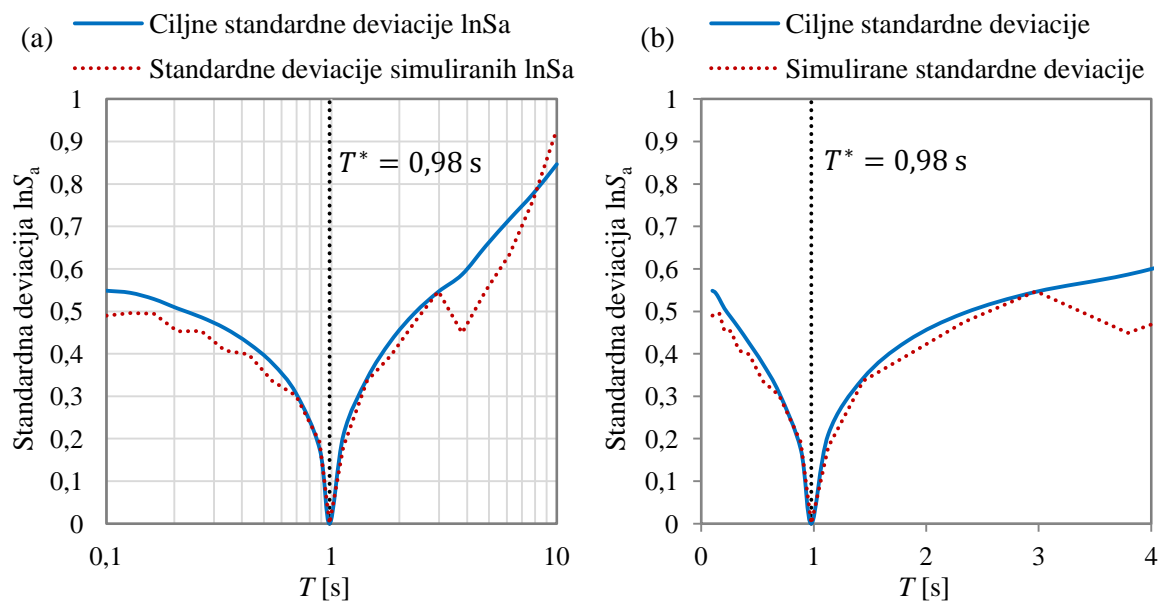 (a)
Ciljne standardne deviacije lnSa
Standardne deviacije simuliranih lnSa
Standardna deviacija lnSa
1
0,9
0,8
0,7
0,6
0,5
0,4
0,3
0,2
0,1
0
T* = 0,98 s
0,1
1
10
T [s]
(b)
Ciljne standardne deviacije
Simulirane standardne deviacije
Standardna deviacija lnSa
1
0,9
0,8
0,7
0,6
0,5
0,4
0,3
0,2
0,1
0
T* = 0,98 s
0
1
2
3
4
T [s]